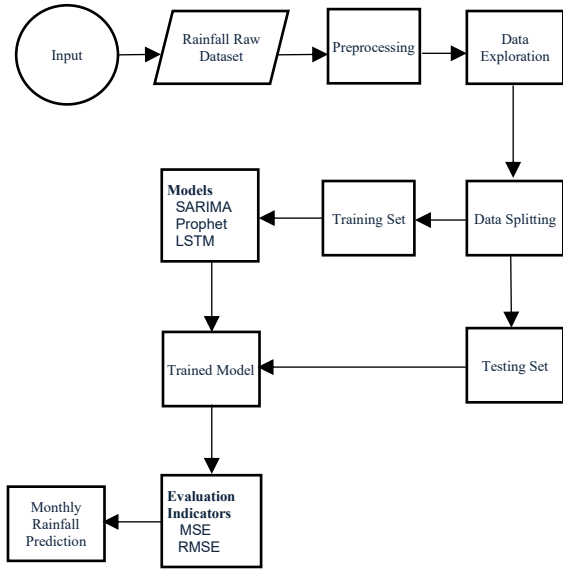 Input
Rainfall Raw
Dataset
Preprocessing
Data
Exploration
Models
SARIMA
Prophet
LSTM
Training Set
Data Splitting
Trained Model
Testing Set
Evaluation
Indicators
MSE
RMSE
Monthly
Rainfall
Prediction